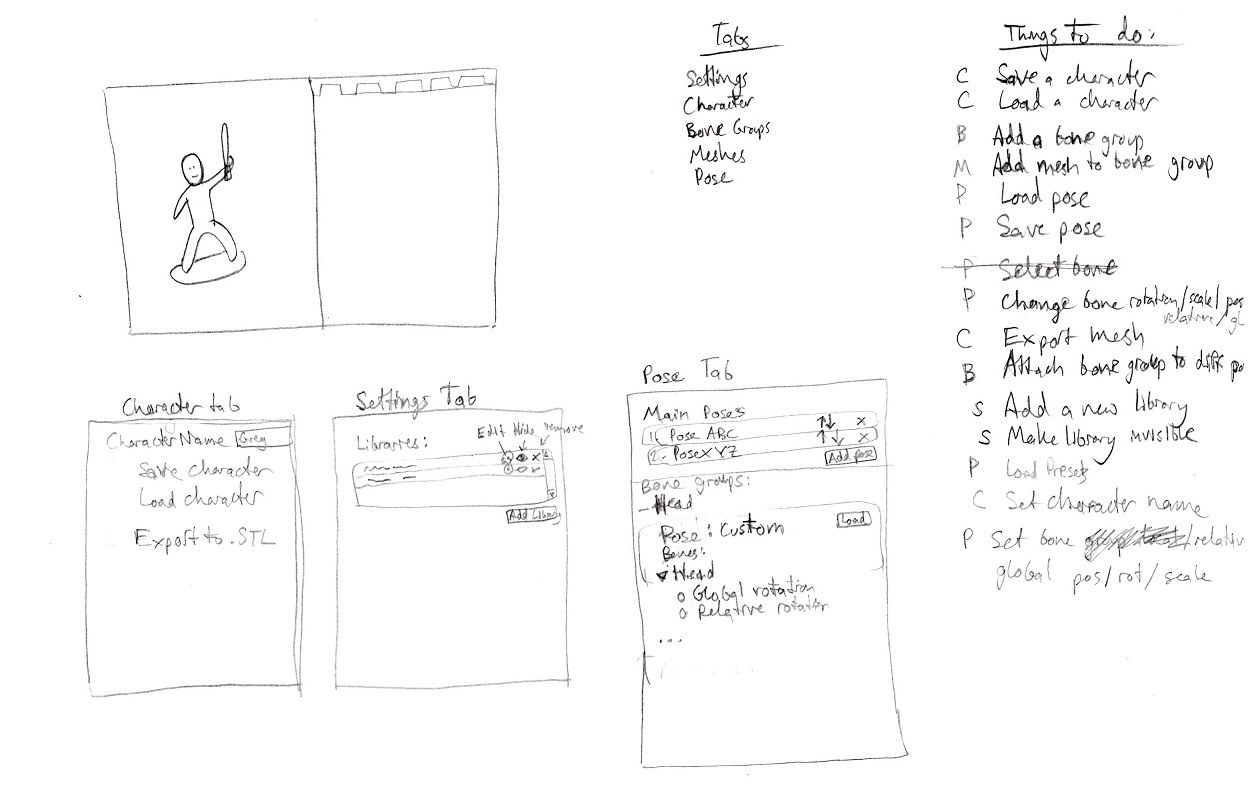 Tabs
Settings
Character
Bone Groups
Meshes
Pose
Things to do:
C Save a character
C Load a character
B Add a bone group
M Add mesh to bone group
P Load pose
P Save pose
P Select bone
P Change bone rotation/scale/pos
relative/gl
C Export mesh
B Attach bone group to diff po
S Add a new library
S Make library invisible
P Load Presets
C Set character name
P Set bone /relativ
global pos/rot/scale
Character tab
Character Name Greg
Save character
Load character
Export to .STL
Settings Tab
Edit Hide remove
Libraries:
Add Library
Pose Tab
Main Poses
1. Pose ABC ↑↓ x
2. Pose XYZ ↑↓ x
Add pose
Bone groups:
- Head
Pose: Custom Load
Bones:
▼ Head
o Global rotation
o Relative rotation
...